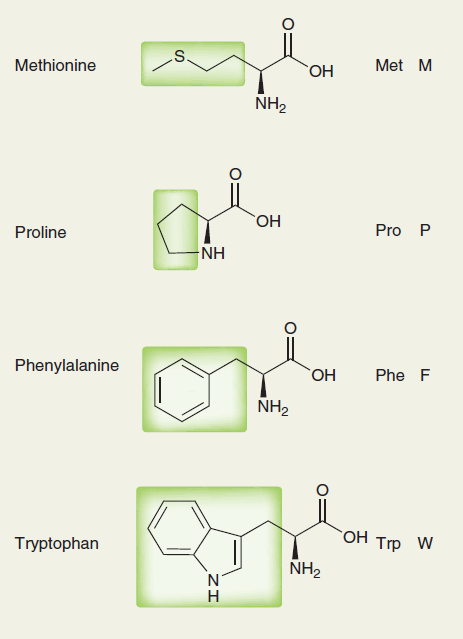 O
S
Methionine
OH
Met M
NH2
O
OH
Proline
Pro P
NH
O
Phenylalanine
OH
Phe F
NH2
O
Tryptophan
OH
Trp W
NH2
N
H